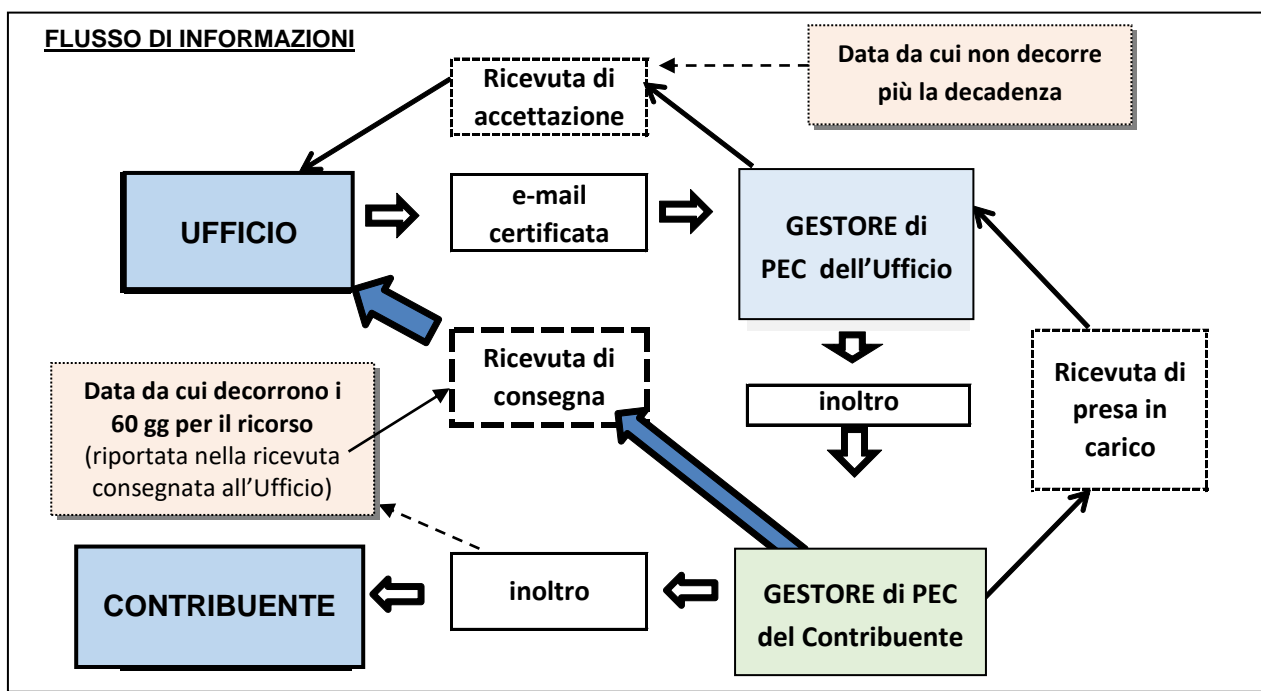 FLUSSO DI INFORMAZIONI
Ricevuta di
accettazione
Data da cui non decorre
più la decadenza
UFFICIO
e-mail
certificata
GESTORE di
PEC dell’Ufficio
Ricevuta di
consegna
Data da cui decorrono i
60 gg per il ricorso
(riportata nella ricevuta
consegnata all’Ufficio)
inoltro
Ricevuta di
presa in
carico
CONTRIBUENTE
inoltro
GESTORE di PEC
del Contribuente